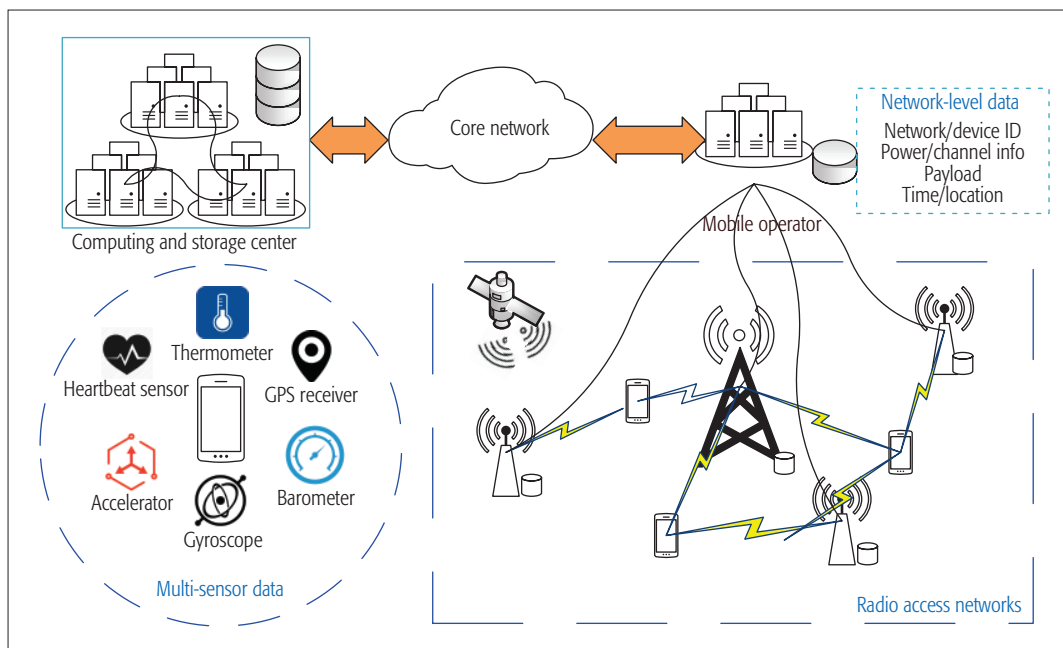 Core network
Network-level data
Network/device ID
Power/channel info
Payload
Time/location
Computing and storage center
Mobile operator
Thermometer
Heartbeat sensor
GPS receiver
Accelerator
Barometer
Gyroscope
Multi-sensor data
Radio access networks